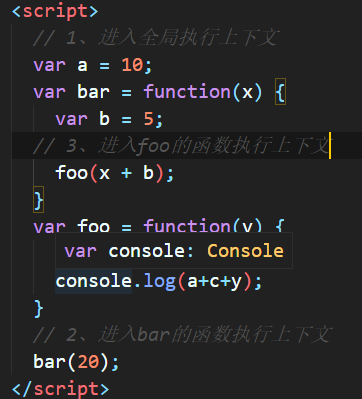 <script>
// 1、进入全局执行上下文
var a = 10;
var bar = function(x) {
var b = 5;
// 3、进入foo的函数执行上下文
foo(x + b);
}
var foo = function(y) {
var console: Console
console.log(a+c+y);
}
// 2、进入bar的函数执行上下文
bar(20);
</script>